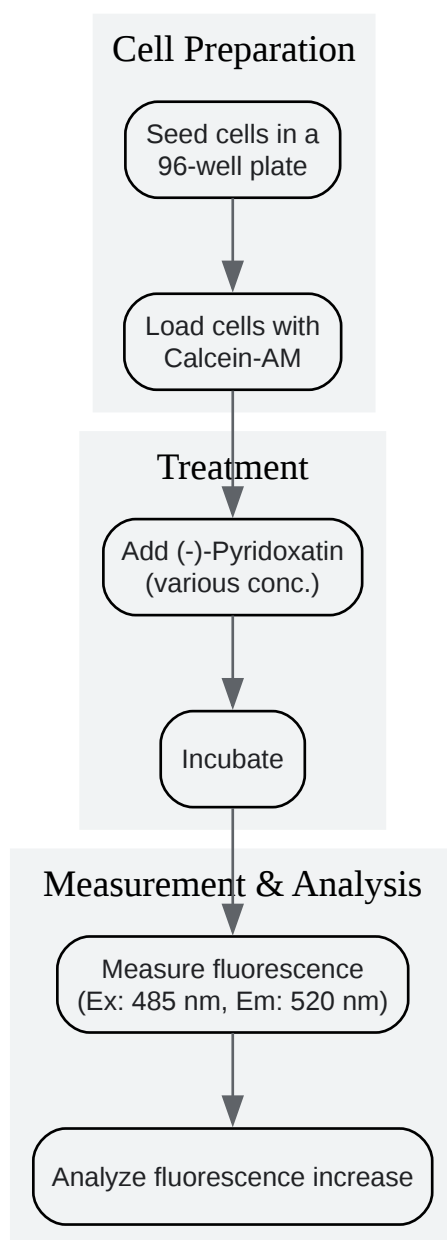 Cell Preparation
Seed cells in a
96-well plate
Load cells with
Calcein-AM
Treatment
Add (-)-Pyridoxatin
(various conc.)
Incubate
Measurement & Analysis
Measure fluorescence
(Ex: 485 nm, Em: 520 nm)
Analyze fluorescence increase